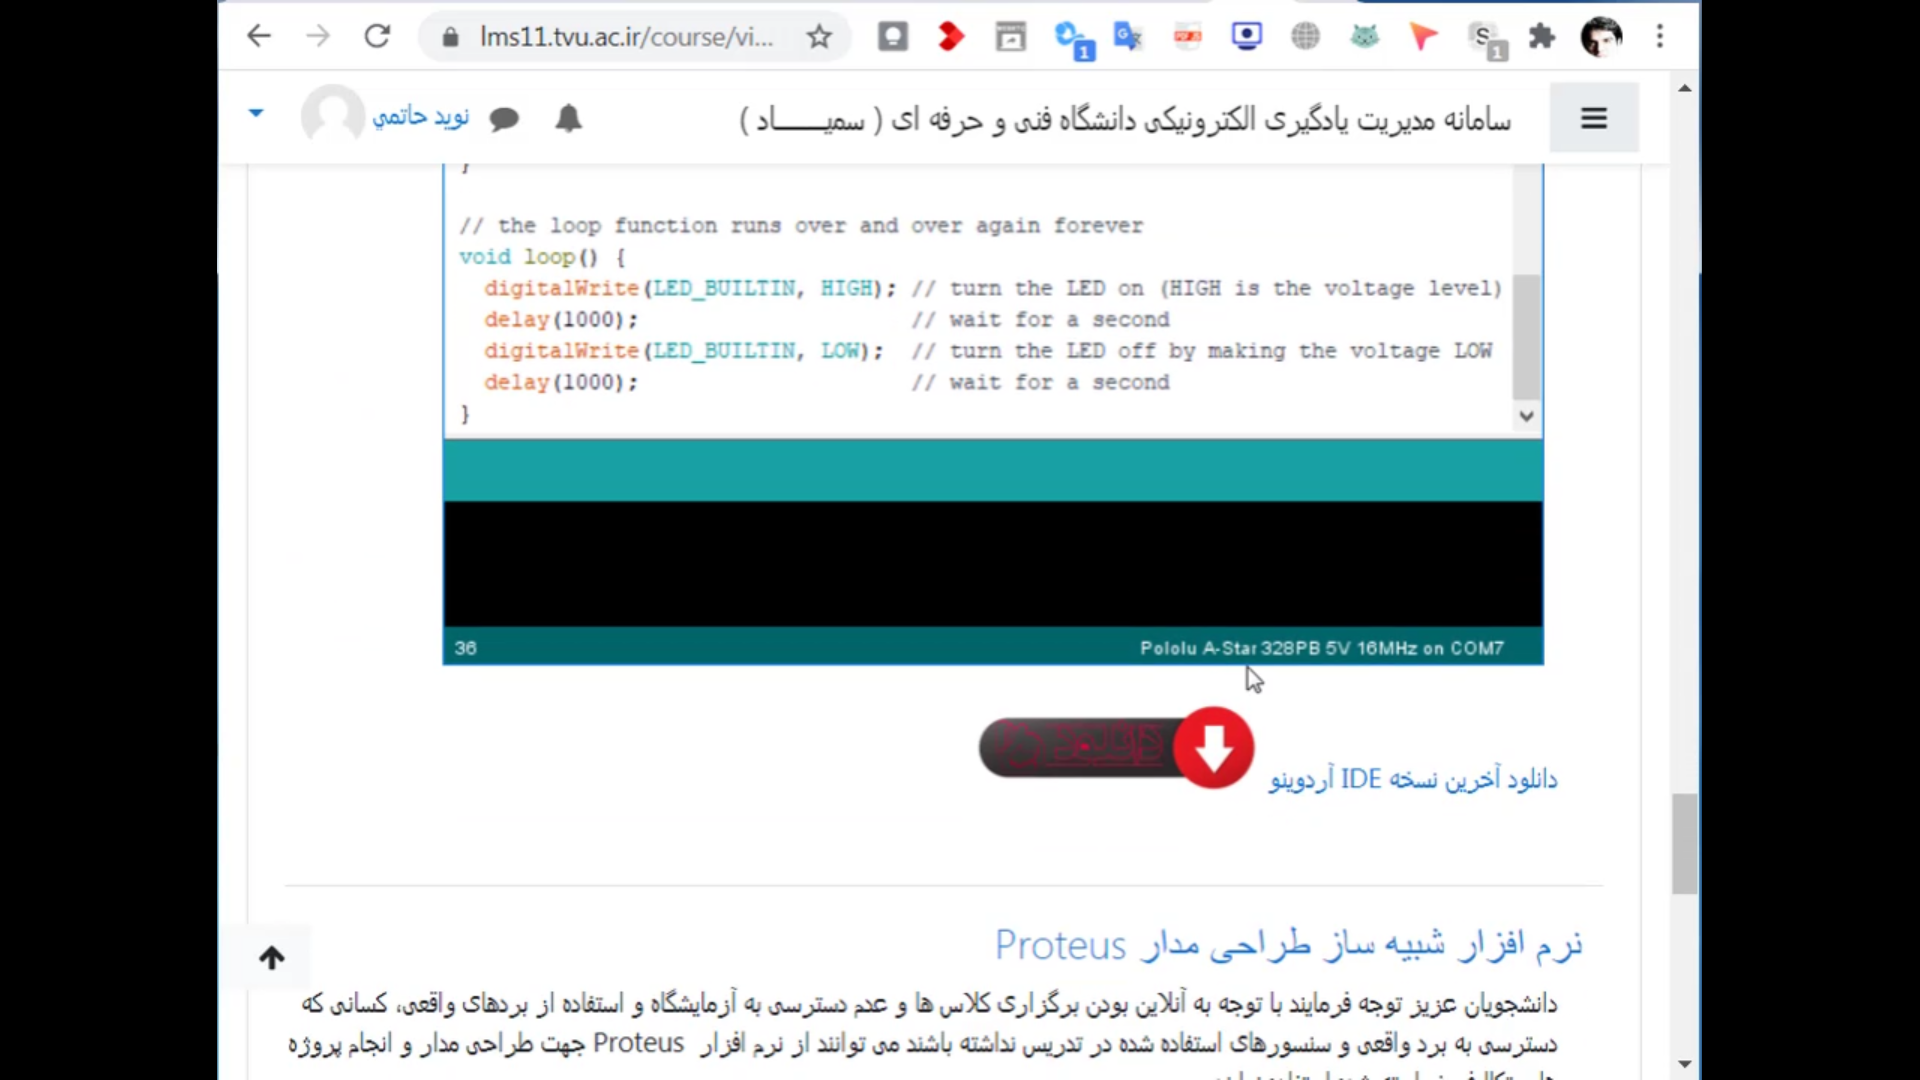 lms11.tvu.ac.ir/course/vi...
سامانه مدیریت یادگیری الکترونیکی دانشگاه فنی و حرفه ای ( سمیـــــاد )
نوید حاتمي
}
// the loop function runs over and over again forever
void loop() {
digitalWrite(LED_BUILTIN, HIGH); // turn the LED on (HIGH is the voltage level)
delay(1000); // wait for a second
digitalWrite(LED_BUILTIN, LOW); // turn the LED off by making the voltage LOW
delay(1000); // wait for a second
}
36 Pololu A-Star 328PB 5V 16MHz on COM7
دانلود آخرین نسخه IDE آردوینو
نرم افزار شبیه ساز طراحی مدار Proteus
دانشجویان عزیز توجه فرمایند با توجه به آنلاین بودن برگزاری کلاس ها و عدم دسترسی به آزمایشگاه و استفاده از بردهای واقعی، کسانی که
دسترسی به برد واقعی و سنسورهای استفاده شده در تدریس نداشته باشند می توانند از نرم افزار Proteus جهت طراحی مدار و انجام پروژه